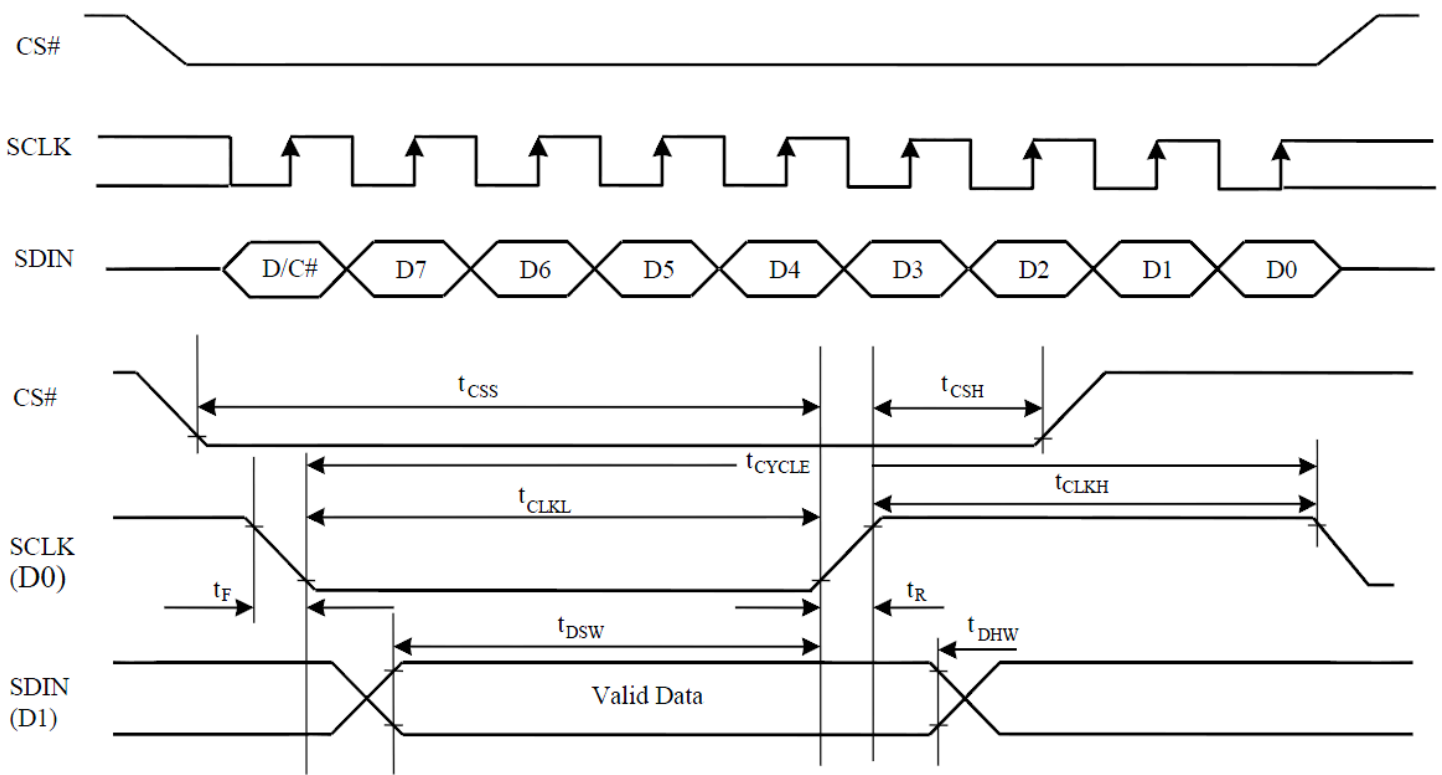 CS#
SCLK
SDIN D/C# D7 D6 D5 D4 D3 D2 D1 D0
CS# tCSS tCSH
tCYCLE
tCLKL tCLKH
SCLK
(D0)
tF tR
tDSW tDHW
SDIN Valid Data
(D1)